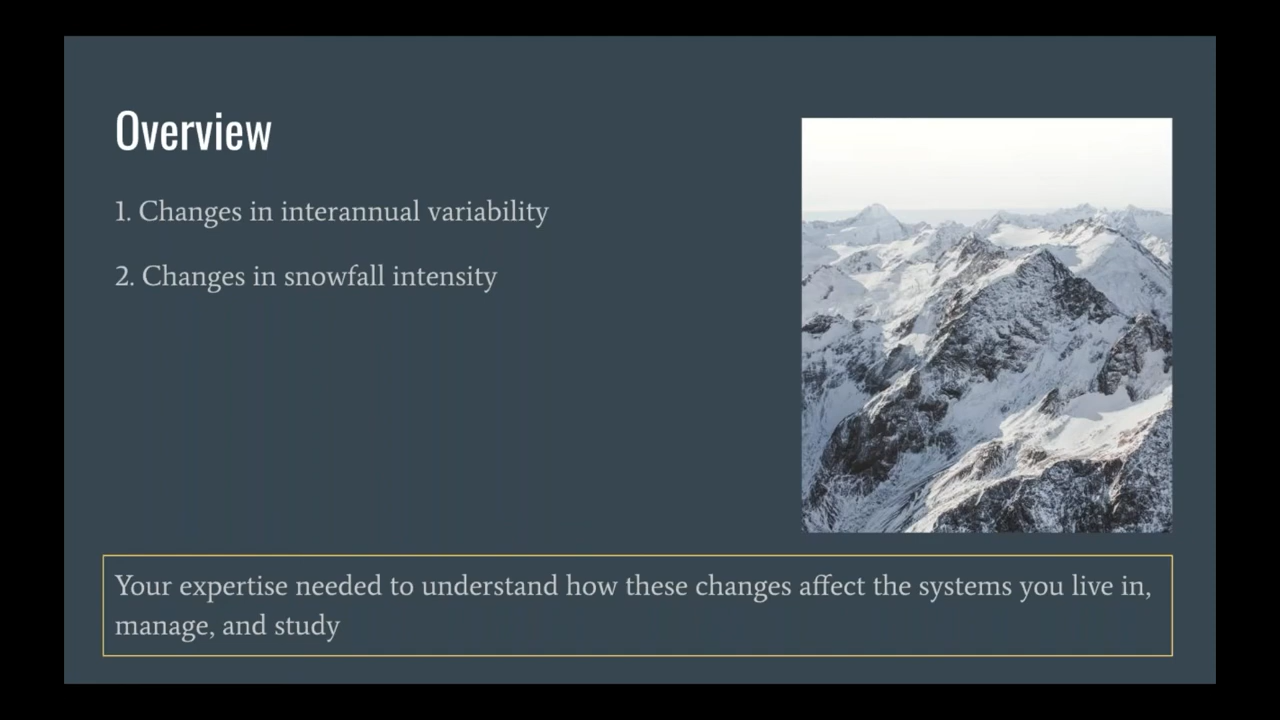 Overview
1. Changes in interannual variability
2. Changes in snowfall intensity
Your expertise needed to understand how these changes affect the systems you live in,
manage, and study